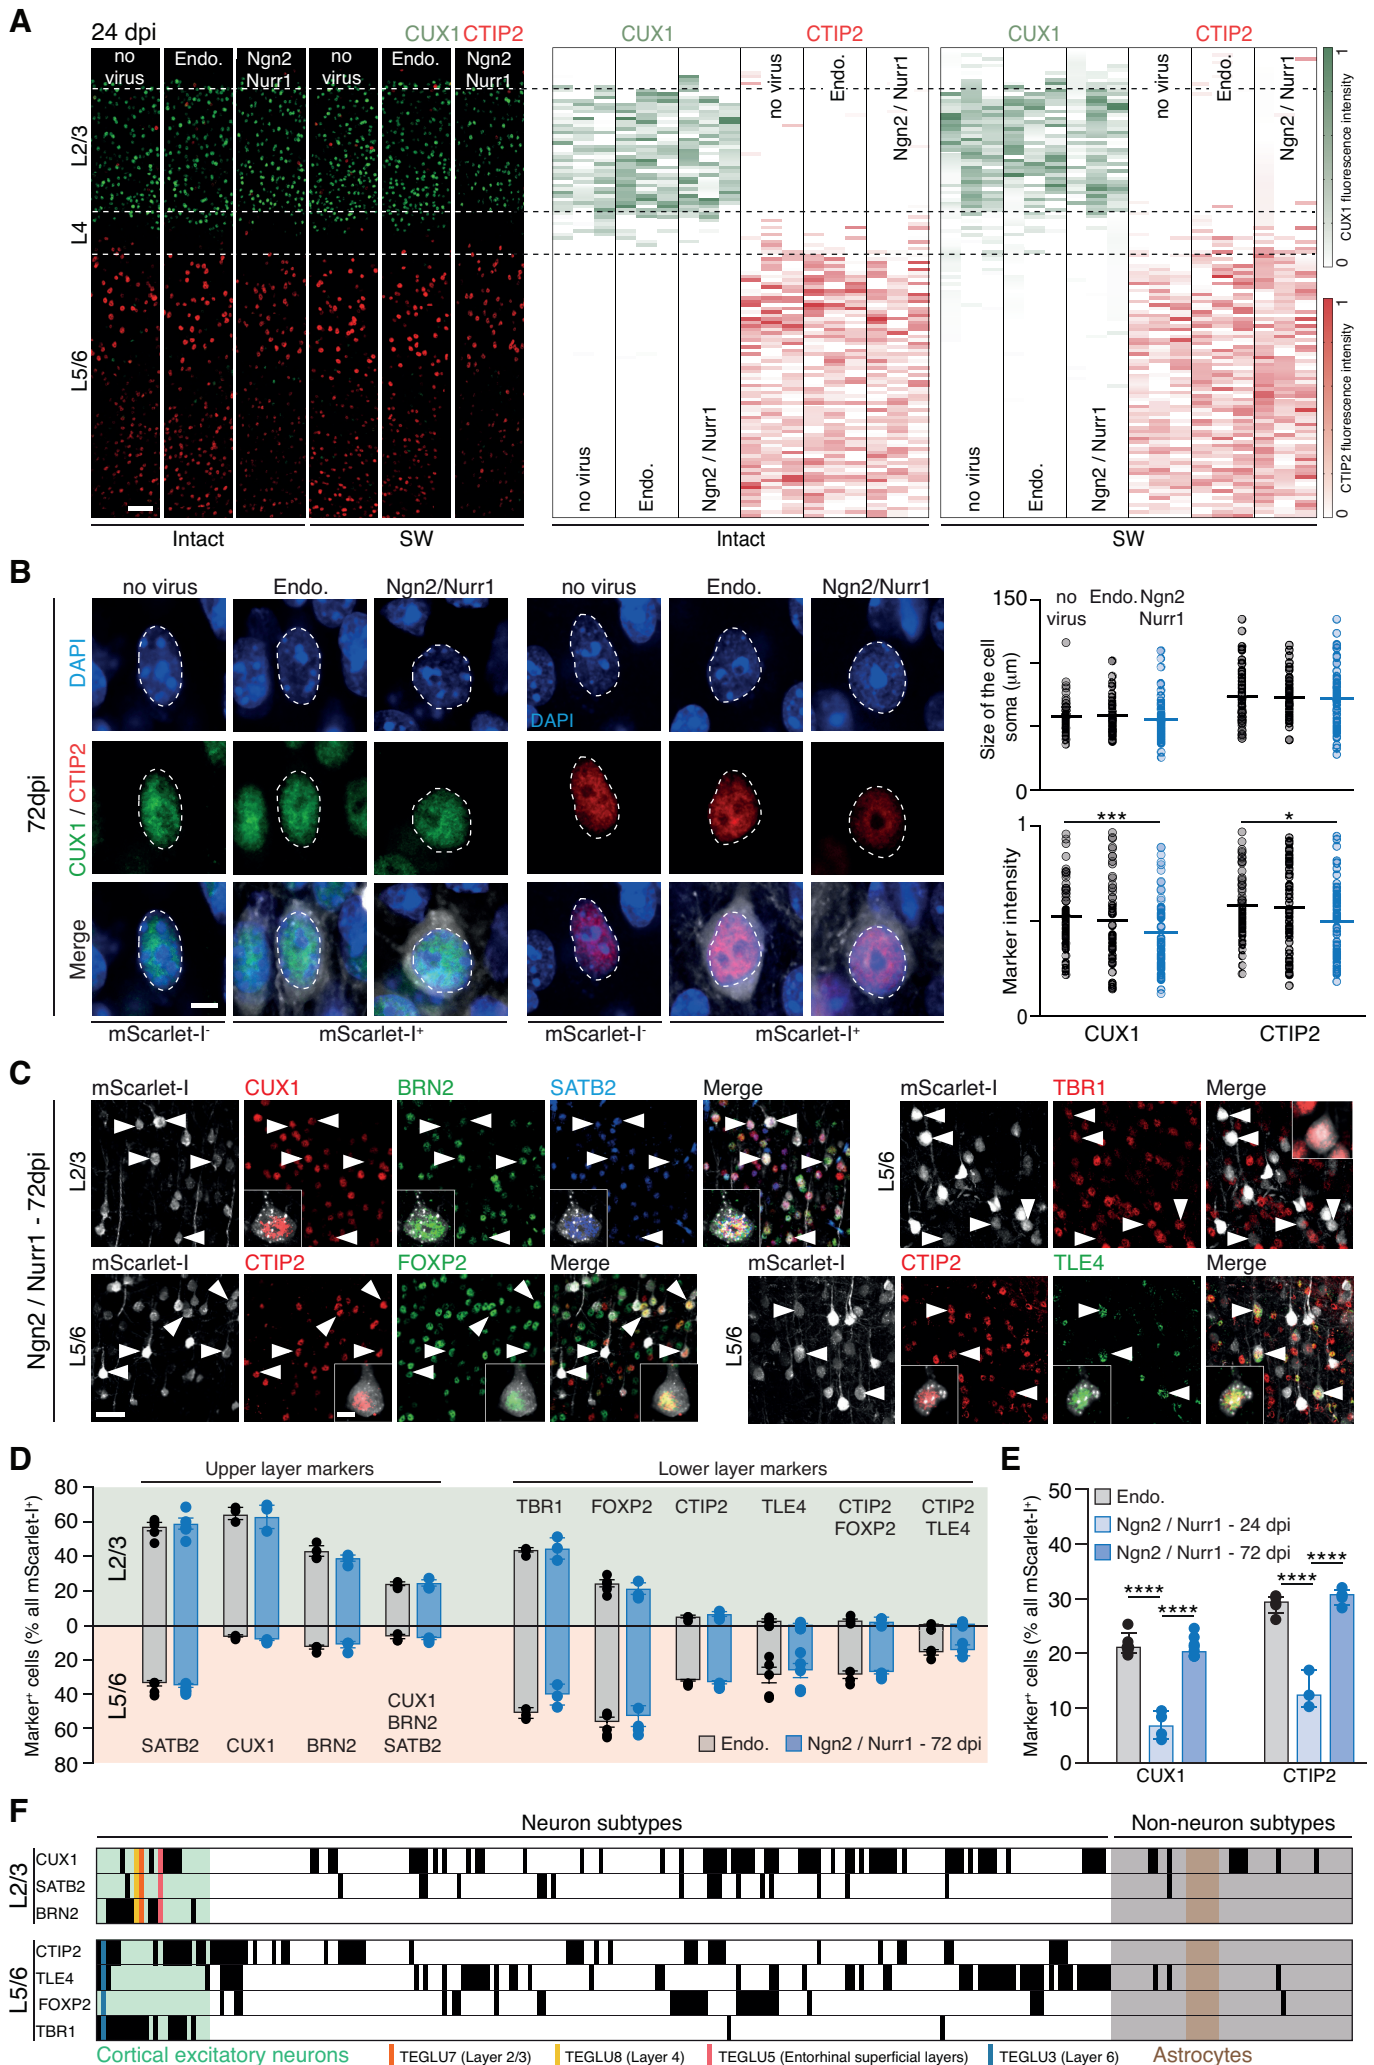 A
24 dpi
CUX1 CTIP2
no virus
Endo.
Ngn2 Nurr1
no virus
Endo.
Ngn2 Nurr1
L2/3
L4
L5/6
Intact
SW
CUX1
CTIP2
CUX1
CTIP2
no virus
Endo.
Ngn2 / Nurr1
no virus
Endo.
Ngn2 / Nurr1
no virus
Endo.
Ngn2 / Nurr1
no virus
Endo.
Ngn2 / Nurr1
Intact
SW
0 CUX1 fluorescence intensity 1
0 CTIP2 fluorescence intensity 1
B
no virus
Endo.
Ngn2/Nurr1
no virus
Endo.
Ngn2/Nurr1
72dpi
DAPI
CUX1 / CTIP2
Merge
DAPI
mScarlet-I⁻
mScarlet-I⁺
mScarlet-I⁻
mScarlet-I⁺
150
0
Size of the cell soma (μm)
no virus
Endo.
Ngn2 Nurr1
1
0
Marker intensity
***
*
CUX1
CTIP2
C
Ngn2 / Nurr1 - 72dpi
mScarlet-I
CUX1
BRN2
SATB2
Merge
L2/3
mScarlet-I
TBR1
Merge
L5/6
mScarlet-I
CTIP2
FOXP2
Merge
L5/6
mScarlet-I
CTIP2
TLE4
Merge
L5/6
D
Marker⁺ cells (% all mScarlet-I⁺)
80
60
40
20
0
20
40
60
80
L2/3
L5/6
Upper layer markers
Lower layer markers
TBR1
FOXP2
CTIP2
TLE4
CTIP2 FOXP2
CTIP2 TLE4
SATB2
CUX1
BRN2
CUX1
BRN2
SATB2
Endo.
Ngn2 / Nurr1 - 72 dpi
E
Marker⁺ cells (% all mScarlet-I⁺)
50
40
30
20
10
0
Endo.
Ngn2 / Nurr1 - 24 dpi
Ngn2 / Nurr1 - 72 dpi
****
****
****
****
CUX1
CTIP2
F
Neuron subtypes
Non-neuron subtypes
L2/3
CUX1
SATB2
BRN2
L5/6
CTIP2
TLE4
FOXP2
TBR1
Cortical excitatory neurons
TEGLU7 (Layer 2/3)
TEGLU8 (Layer 4)
TEGLU5 (Entorhinal superficial layers)
TEGLU3 (Layer 6)
Astrocytes